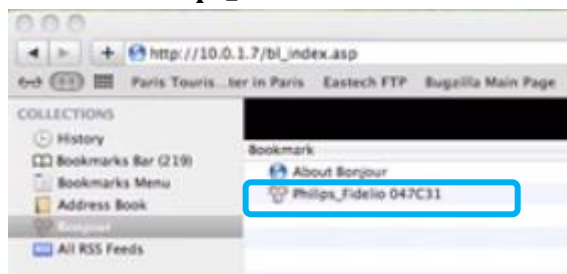 http://10.0.1.7/bl_index.asp
Paris Touris...ter in Paris Eastech FTP Bugzilla Main Page
COLLECTIONS
History
Bookmarks Bar (219)
Bookmarks Menu
Address Book
Bonjour
All RSS Feeds
Bookmark
About Bonjour
Philips_Fidelio 047C31